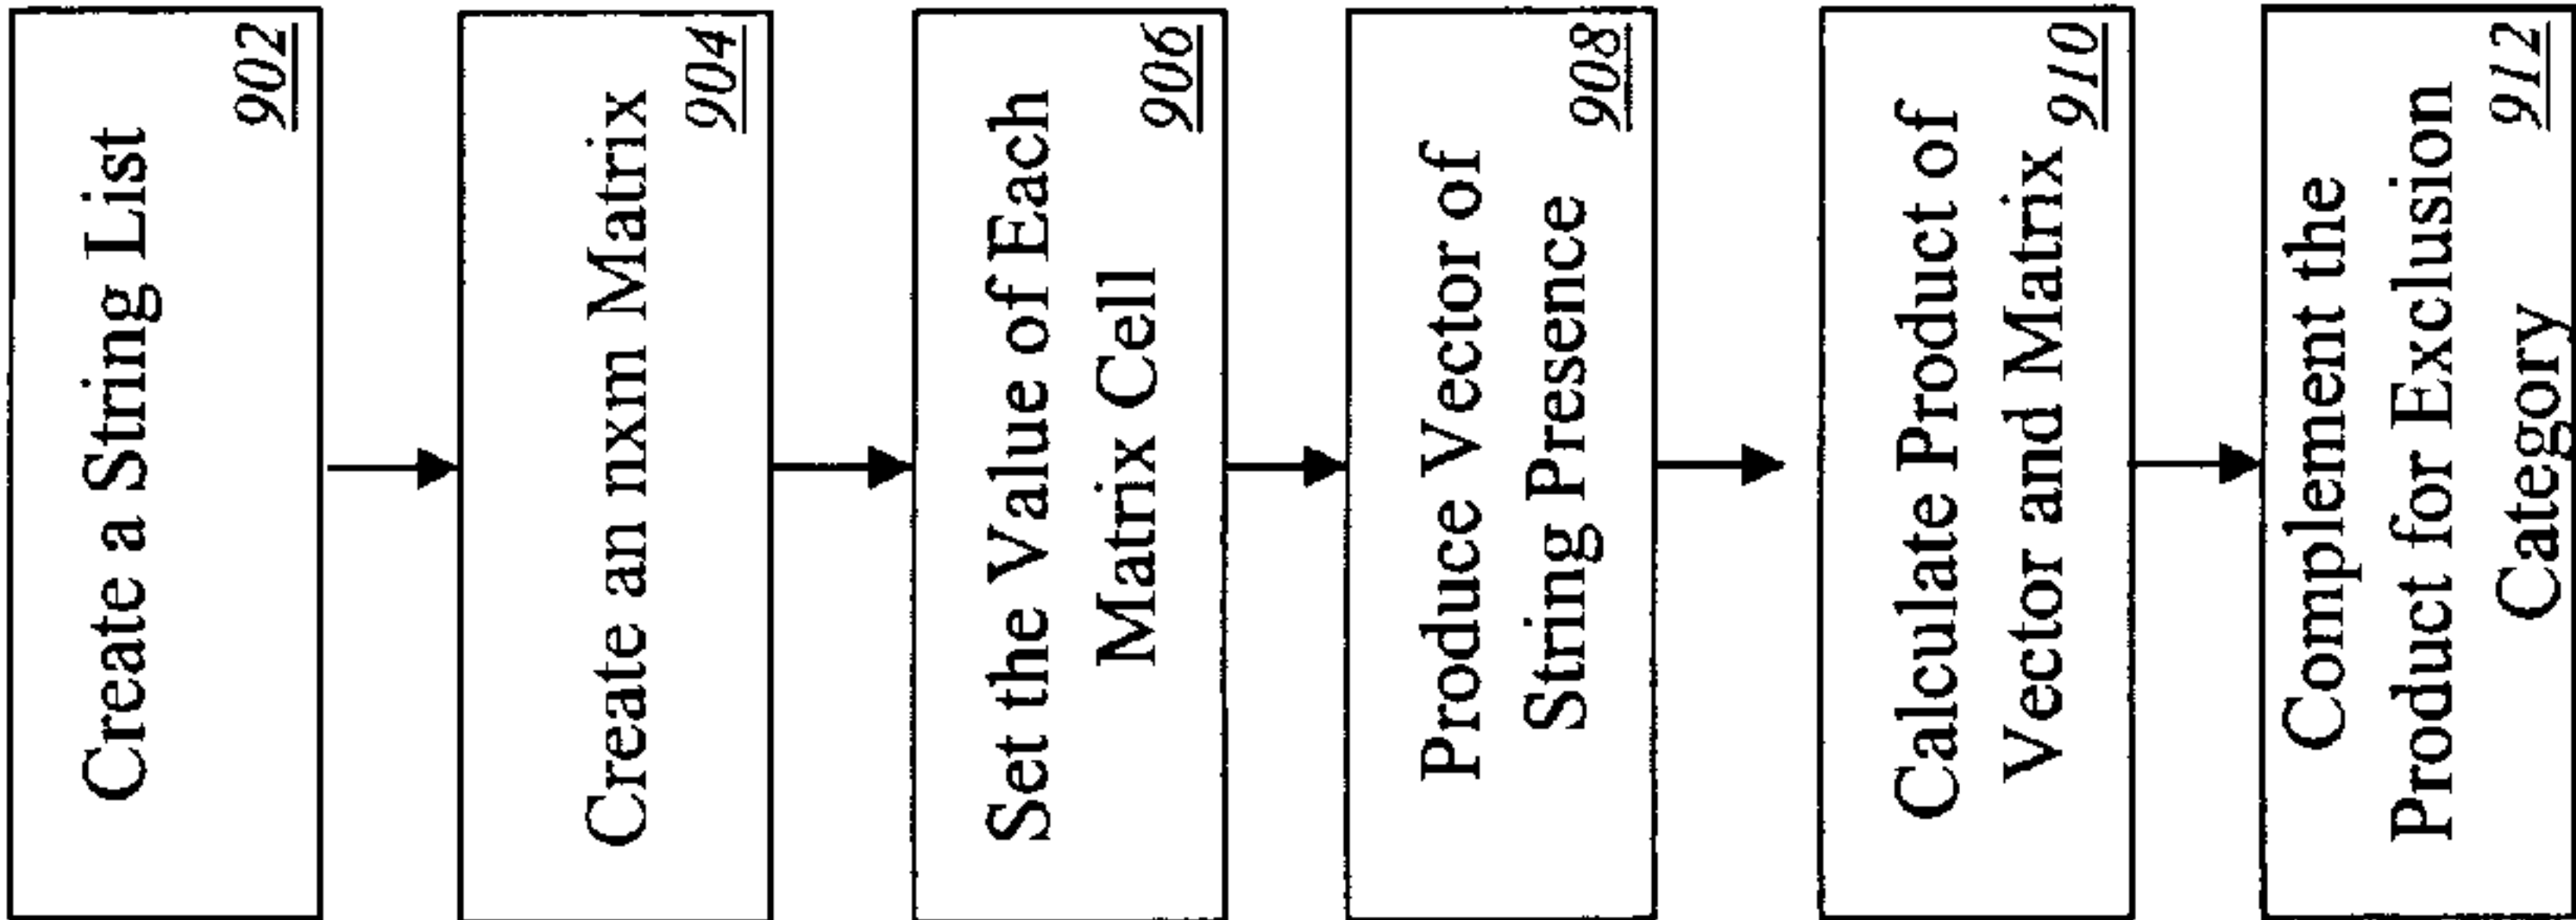 Create a String List
902
Create an nxm Matrix
904
Set the Value of Each
Matrix Cell
906
Produce Vector of
String Presence
908
Calculate Product of
Vector and Matrix
910
Complement the
Product for Exclusion
Category
912